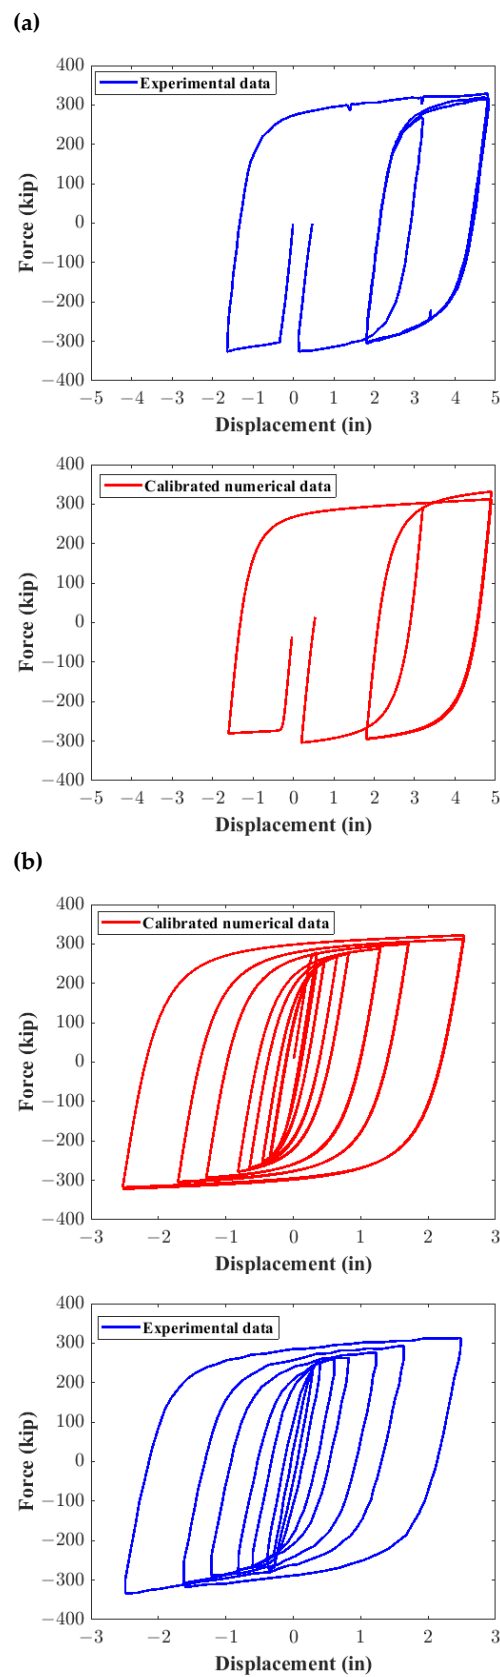 (a)
400
Experimental data
300
200
100
0
−100
−200
−300
−400
Force (kip)
−5 −4 −3 −2 −1 0 1 2 3 4 5
Displacement (in)
400
Calibrated numerical data
300
200
100
0
−100
−200
−300
−400
Force (kip)
−5 −4 −3 −2 −1 0 1 2 3 4 5
Displacement (in)
(b)
400
Calibrated numerical data
300
200
100
0
−100
−200
−300
−400
Force (kip)
−3 −2 −1 0 1 2 3
Displacement (in)
400
Experimental data
300
200
100
0
−100
−200
−300
−400
Force (kip)
−3 −2 −1 0 1 2 3
Displacement (in)